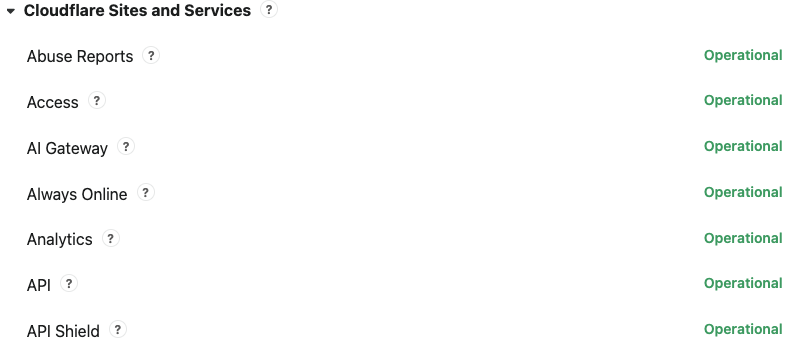 Cloudflare Sites and Services ?
Abuse Reports ? Operational
Access ? Operational
AI Gateway ? Operational
Always Online ? Operational
Analytics ? Operational
API ? Operational
API Shield ? Operational